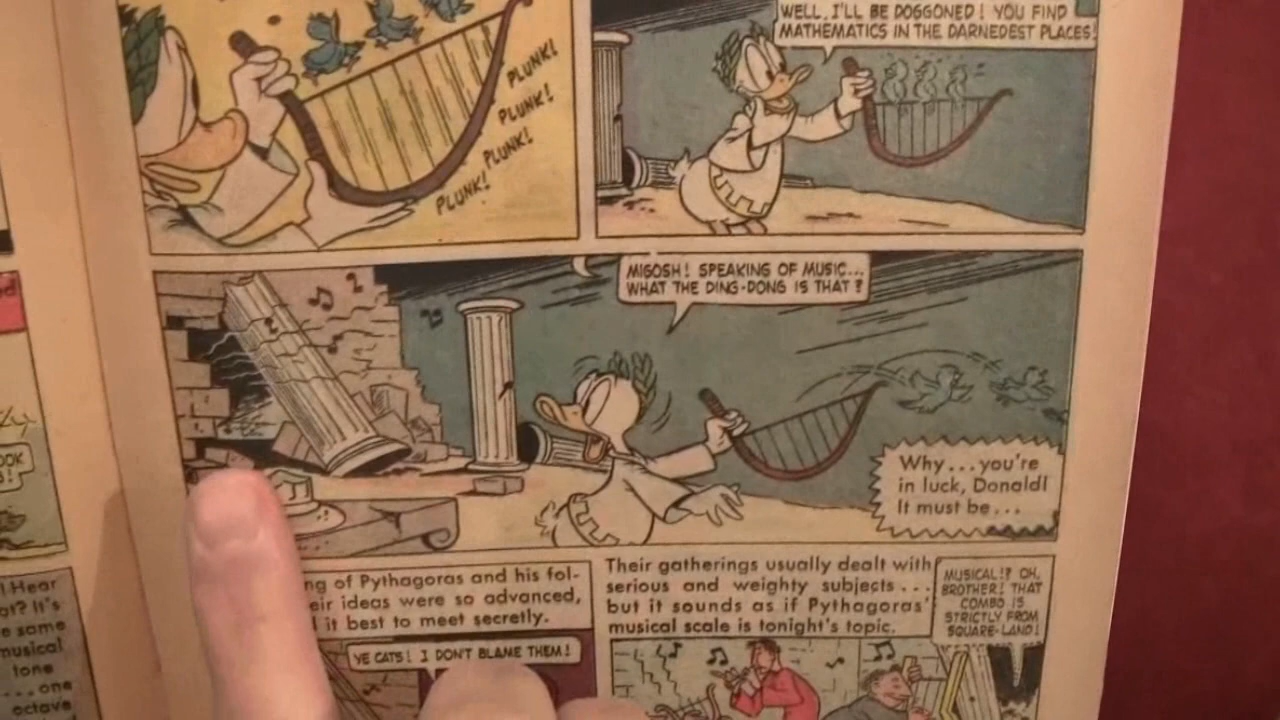 PLUNK!
PLUNK!
PLUNK!
PLUNK!
WELL, I'LL BE DOGGONED! YOU FIND
MATHEMATICS IN THE DARNEDEST PLACES!
MIGOSH! SPEAKING OF MUSIC...
WHAT THE DING-DONG IS THAT?
Why...you're
in luck, Donald!
It must be...
ng of Pythagoras and his fol-
eir ideas were so advanced,
it best to meet secretly.
YE CATS! I DON'T BLAME THEM!
Their gatherings usually dealt with
serious and weighty subjects...
but it sounds as if Pythagoras'
musical scale is tonight's topic.
MUSICAL!? OH,
BROTHER! THAT
COMBO IS
STRICTLY FROM
SQUARE-LAND!
Hear
It's
same
musical
tone
...one
octave